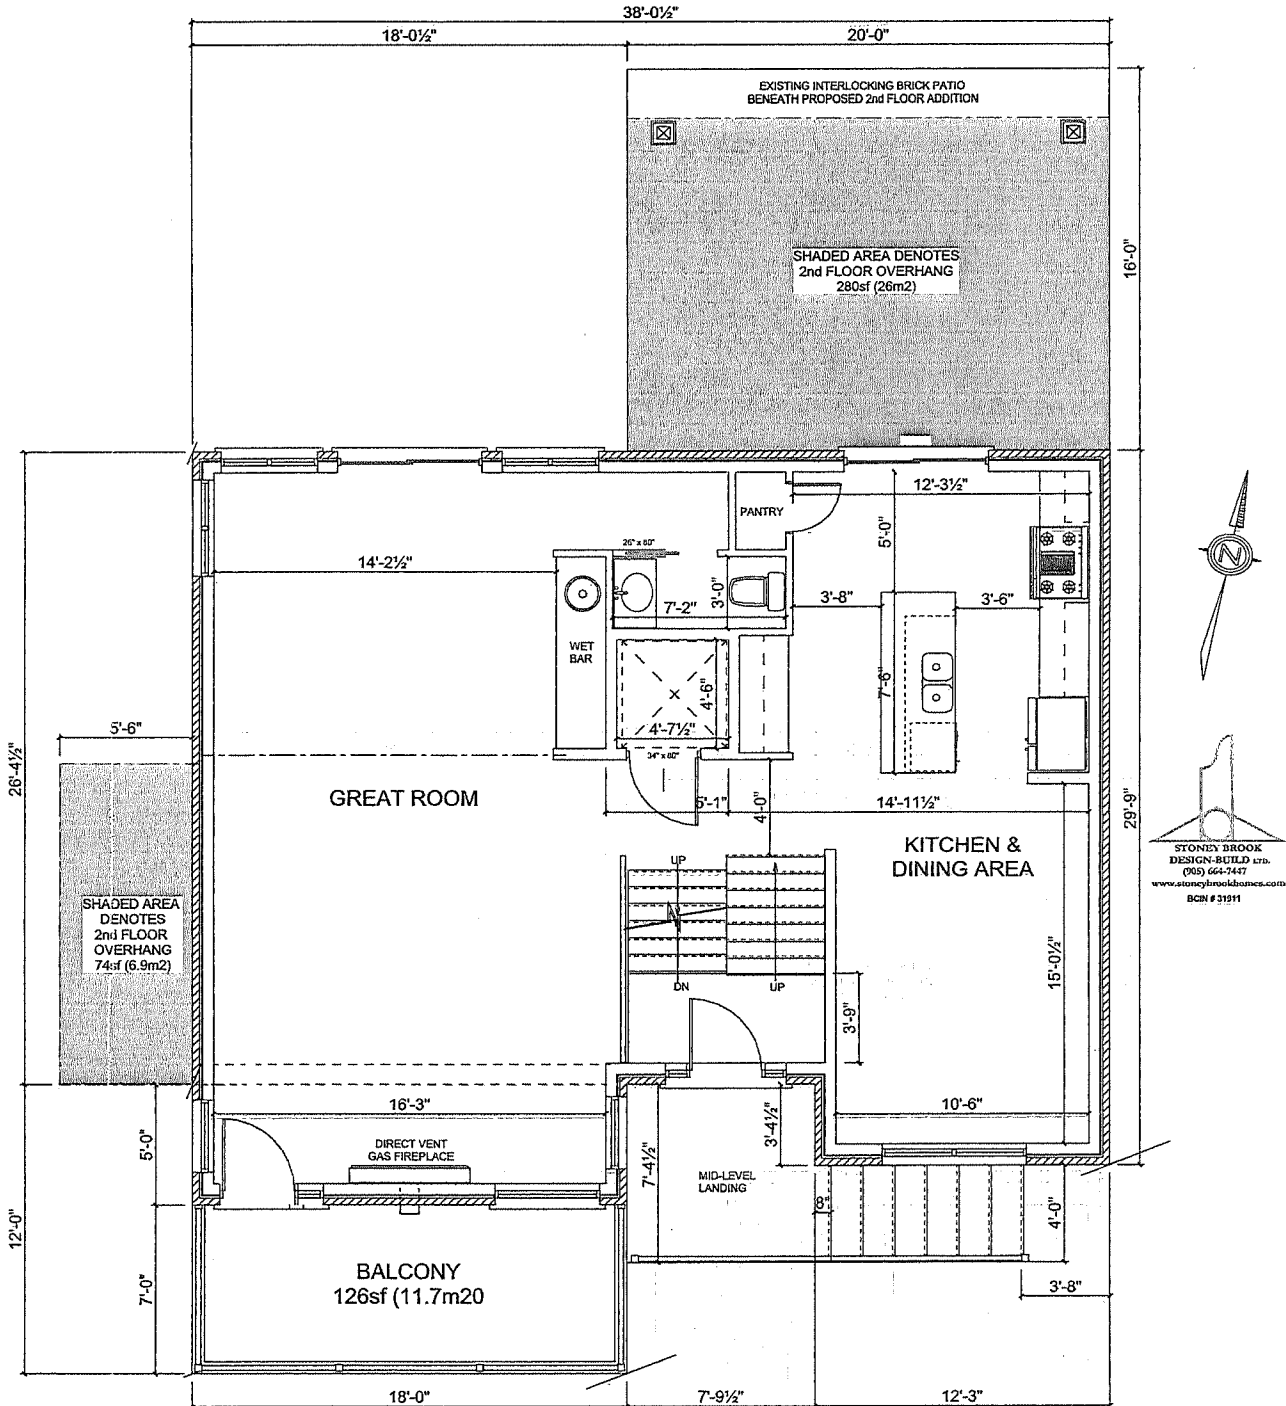 38'-0½"
18'-0½"
20'-0"
EXISTING INTERLOCKING BRICK PATIO
BENEATH PROPOSED 2nd FLOOR ADDITION
SHADED AREA DENOTES
2nd FLOOR OVERHANG
280sf (26m2)
16'-0"
12'-3½"
PANTRY
5'-0"
26" x 80"
14'-2½"
3'-0"
7'-2"
3'-8"
3'-6"
N
WET
BAR
4'-6"
7'-6"
4'-7½"
34" x 80"
5'-6"
26'-4½"
GREAT ROOM
5'-1"
4'-0"
14'-11½"
29'-9"
KITCHEN &
DINING AREA
STONEY BROOK
DESIGN-BUILD LTD.
(905) 664-7447
www.stoneybrookhomes.com
BCIN # 31911
UP
SHADED AREA
DENOTES
2nd FLOOR
OVERHANG
74sf (6.9m2)
DN
UP
15'-0½"
3'-9"
16'-3"
10'-6"
5'-0"
DIRECT VENT
GAS FIREPLACE
3'-4½"
7'-4½"
MID-LEVEL
LANDING
8"
4'-0"
12'-0"
7'-0"
BALCONY
126sf (11.7m20
3'-8"
18'-0"
7'-9½"
12'-3"